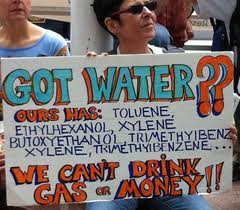 GOT WATER??
OURS HAS: TOLUENE,
ETHYLHEXANOL, XYLENE
BUTOXYETHANOL, TRIMETHYLBENZ
XYLENE, TRIMETHYLBENZENE...
WE CAN'T DRINK
GAS OR MONEY!!